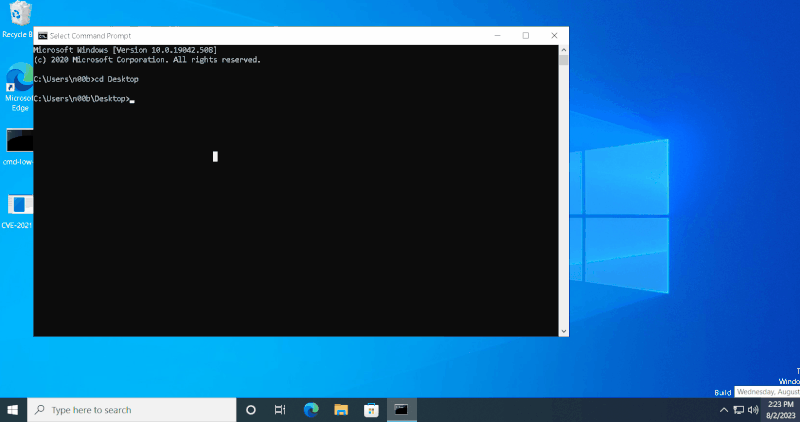 Recycle B
Select Command Prompt
Microsoft Windows [Version 10.0.19042.508]
(c) 2020 Microsoft Corporation. All rights reserved.
C:\Users\n00b>cd Desktop
C:\Users\n00b\Desktop>
Microsof
Edge
cmd-low-
CVE-2021
Windo
Build
Wednesday, August
Type here to search
2:23 PM
8/2/2023